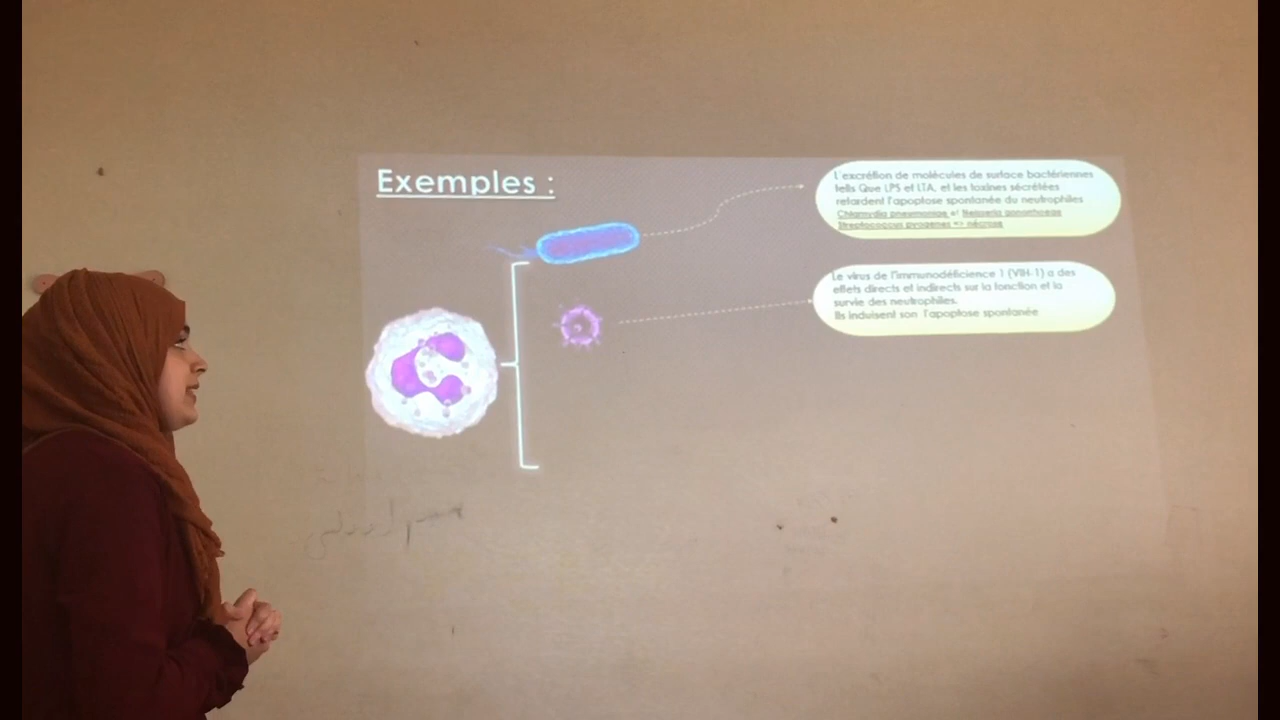 Exemples :
L'excrétion de molécules de surface bactériennes
tells Que LPS et LTA, et les toxines sécrétées
retardent l'apoptose spontanée du neutrophiles
Chlamydia pneumoniae et Neisseria gonorrhoeae
Streptococcus pyogenes => nécrose
Le virus de l'immunodéficience 1 (VIH-1) a des
effets directs et indirects sur la fonction et la
survie des neutrophiles.
Ils induisent son l'apoptose spontanée